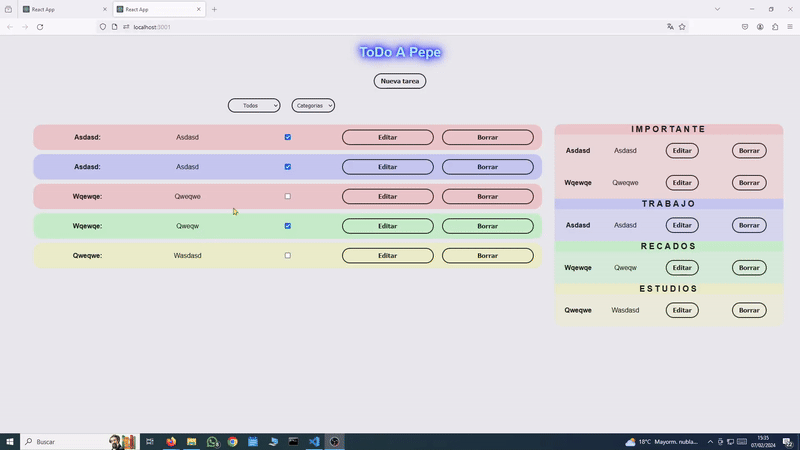 React App
React App
localhost:3001
ToDo A Pepe
Nueva tarea
Todos
Categorias
Asdasd: Asdasd Editar Borrar
Asdasd: Asdasd Editar Borrar
Wqewqe: Qweqwe Editar Borrar
Wqewqe: Qweqw Editar Borrar
Qweqwe: Wasdasd Editar Borrar
IMPORTANTE
Asdasd Asdasd Editar Borrar
Wqewqe Qweqwe Editar Borrar
TRABAJO
Asdasd Asdasd Editar Borrar
RECADOS
Wqewqe Qweqw Editar Borrar
ESTUDIOS
Qweqwe Wasdasd Editar Borrar
Buscar
18°C Mayorm. nubla...
15:35
07/02/2024